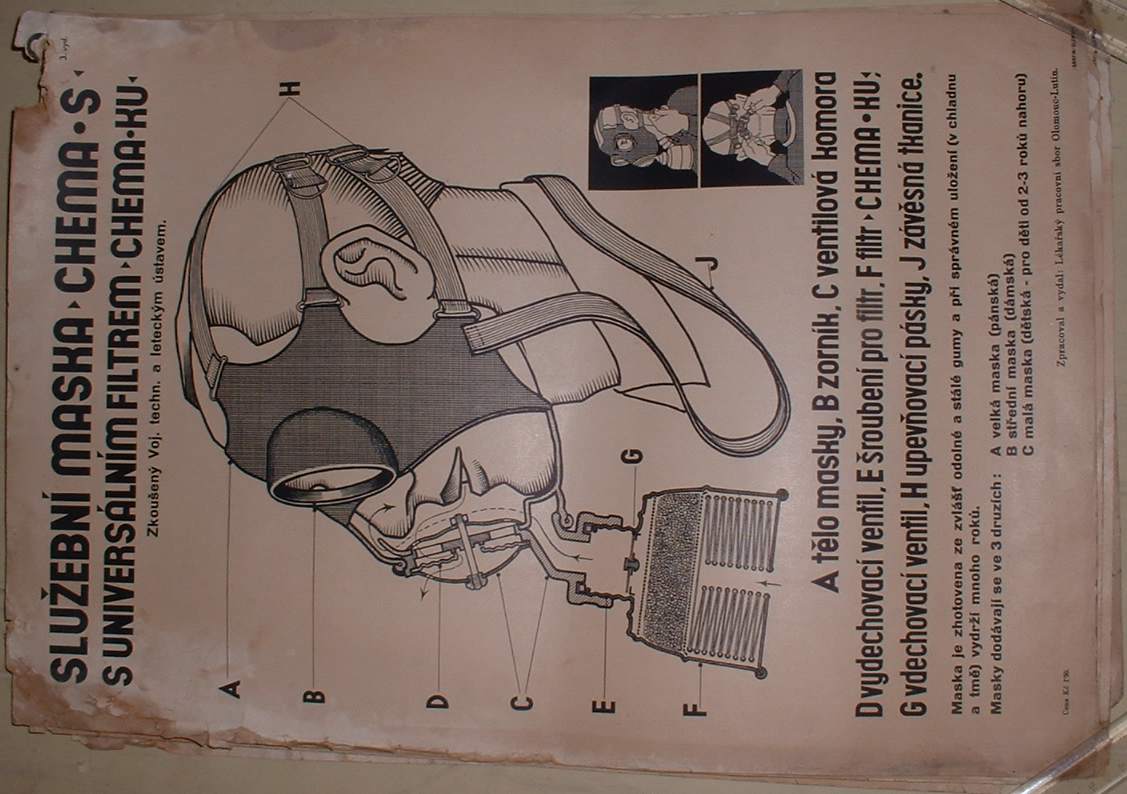 3. vyd.
SLUŽEBNÍ MASKA ‚CHEMA • S‘
S UNIVERSÁLNÍM FILTREM ‚CHEMA•KU‘
Zkoušený Voj. techn. a leteckým ústavem.
H
A
B
D
C
E
F
G
J
A tělo masky, B zorník, C ventilová komora
D vydechovací ventil, E šroubení pro filtr, F filtr ‚CHEMA•KU‘;
G vdechovací ventil, H upevňovací pásky, J závěsná tkanice.
Maska je zhotovena ze zvlášť odolné a stálé gumy a při správném uložení (v chladnu
a tmě) vydrží mnoho roků.
Masky dodávají se ve 3 druzích: A velká maska (pánská)
B střední maska (dámská)
C malá maska (dětská - pro děti od 2-3 roků nahoru)
Zpracoval a vydal: Lékařský pracovní sbor Olomouc-Lutín.